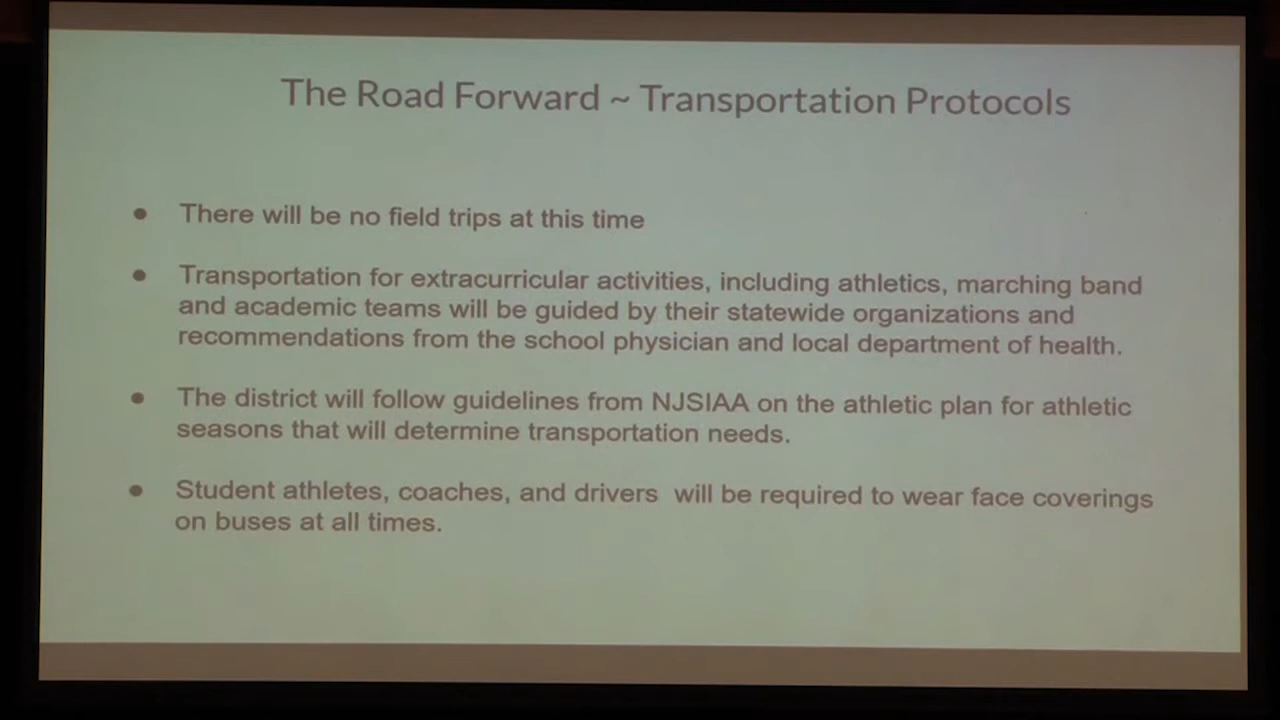 The Road Forward ~ Transportation Protocols
● There will be no field trips at this time
● Transportation for extracurricular activities, including athletics, marching band
and academic teams will be guided by their statewide organizations and
recommendations from the school physician and local department of health.
● The district will follow guidelines from NJSIAA on the athletic plan for athletic
seasons that will determine transportation needs.
● Student athletes, coaches, and drivers  will be required to wear face coverings
on buses at all times.